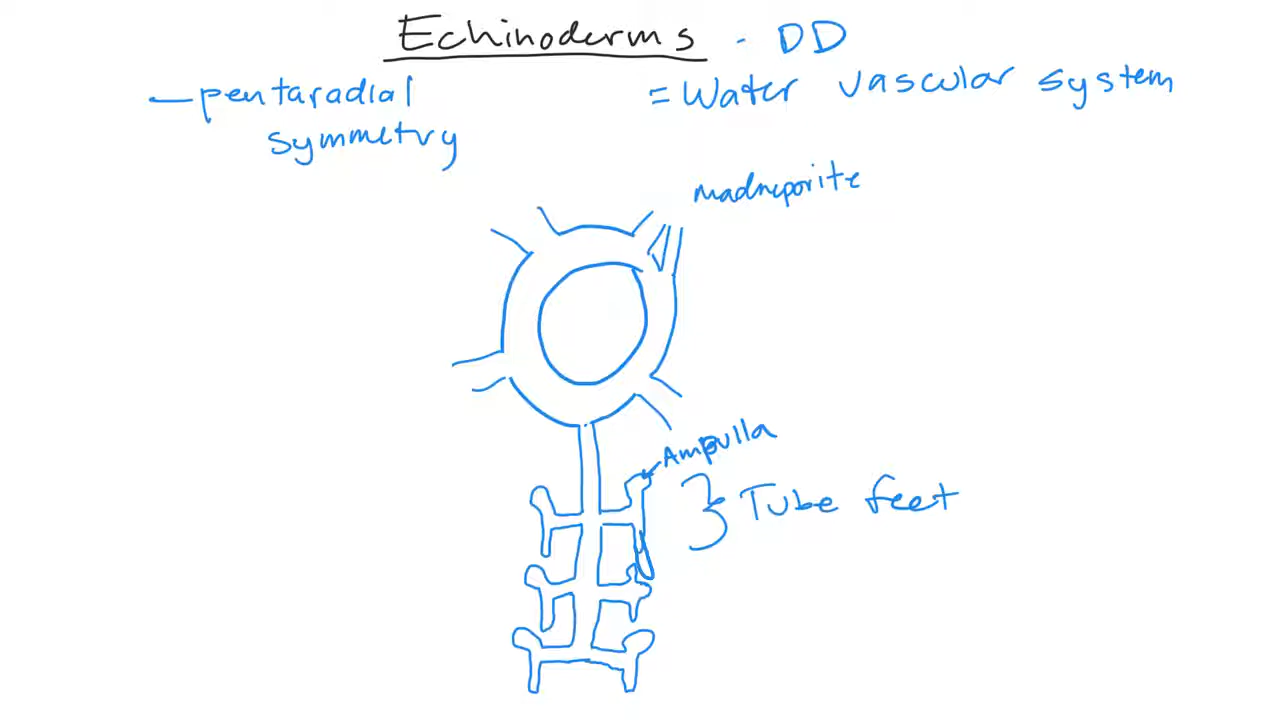 Echinoderms - DD
- pentaradial
symmetry
= Water vascular system
madreporite
Ampulla
} Tube feet